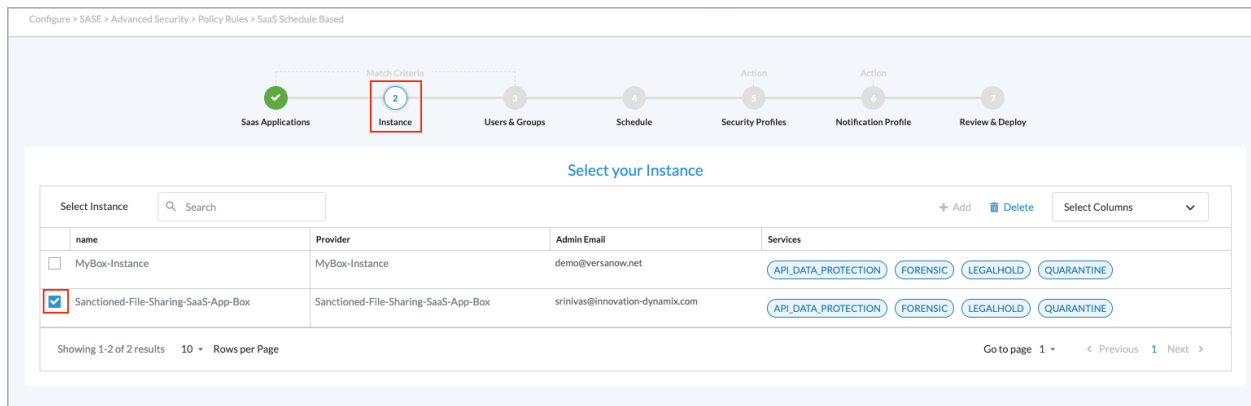 Configure > SASE > Advanced Security > Policy Rules > SaaS Schedule Based
Match Criteria Action Action
2 3 4 5 6 7
Saas Applications Instance Users & Groups Schedule Security Profiles Notification Profile Review & Deploy
Select your Instance
Select Instance Search + Add Delete Select Columns
name Provider Admin Email Services
MyBox-Instance MyBox-Instance demo@versanow.net API_DATA_PROTECTION FORENSIC LEGALHOLD QUARANTINE
Sanctioned-File-Sharing-SaaS-App-Box Sanctioned-File-Sharing-SaaS-App-Box srinivas@innovation-dynamix.com API_DATA_PROTECTION FORENSIC LEGALHOLD QUARANTINE
Showing 1-2 of 2 results 10 Rows per Page Go to page 1 < Previous 1 Next >